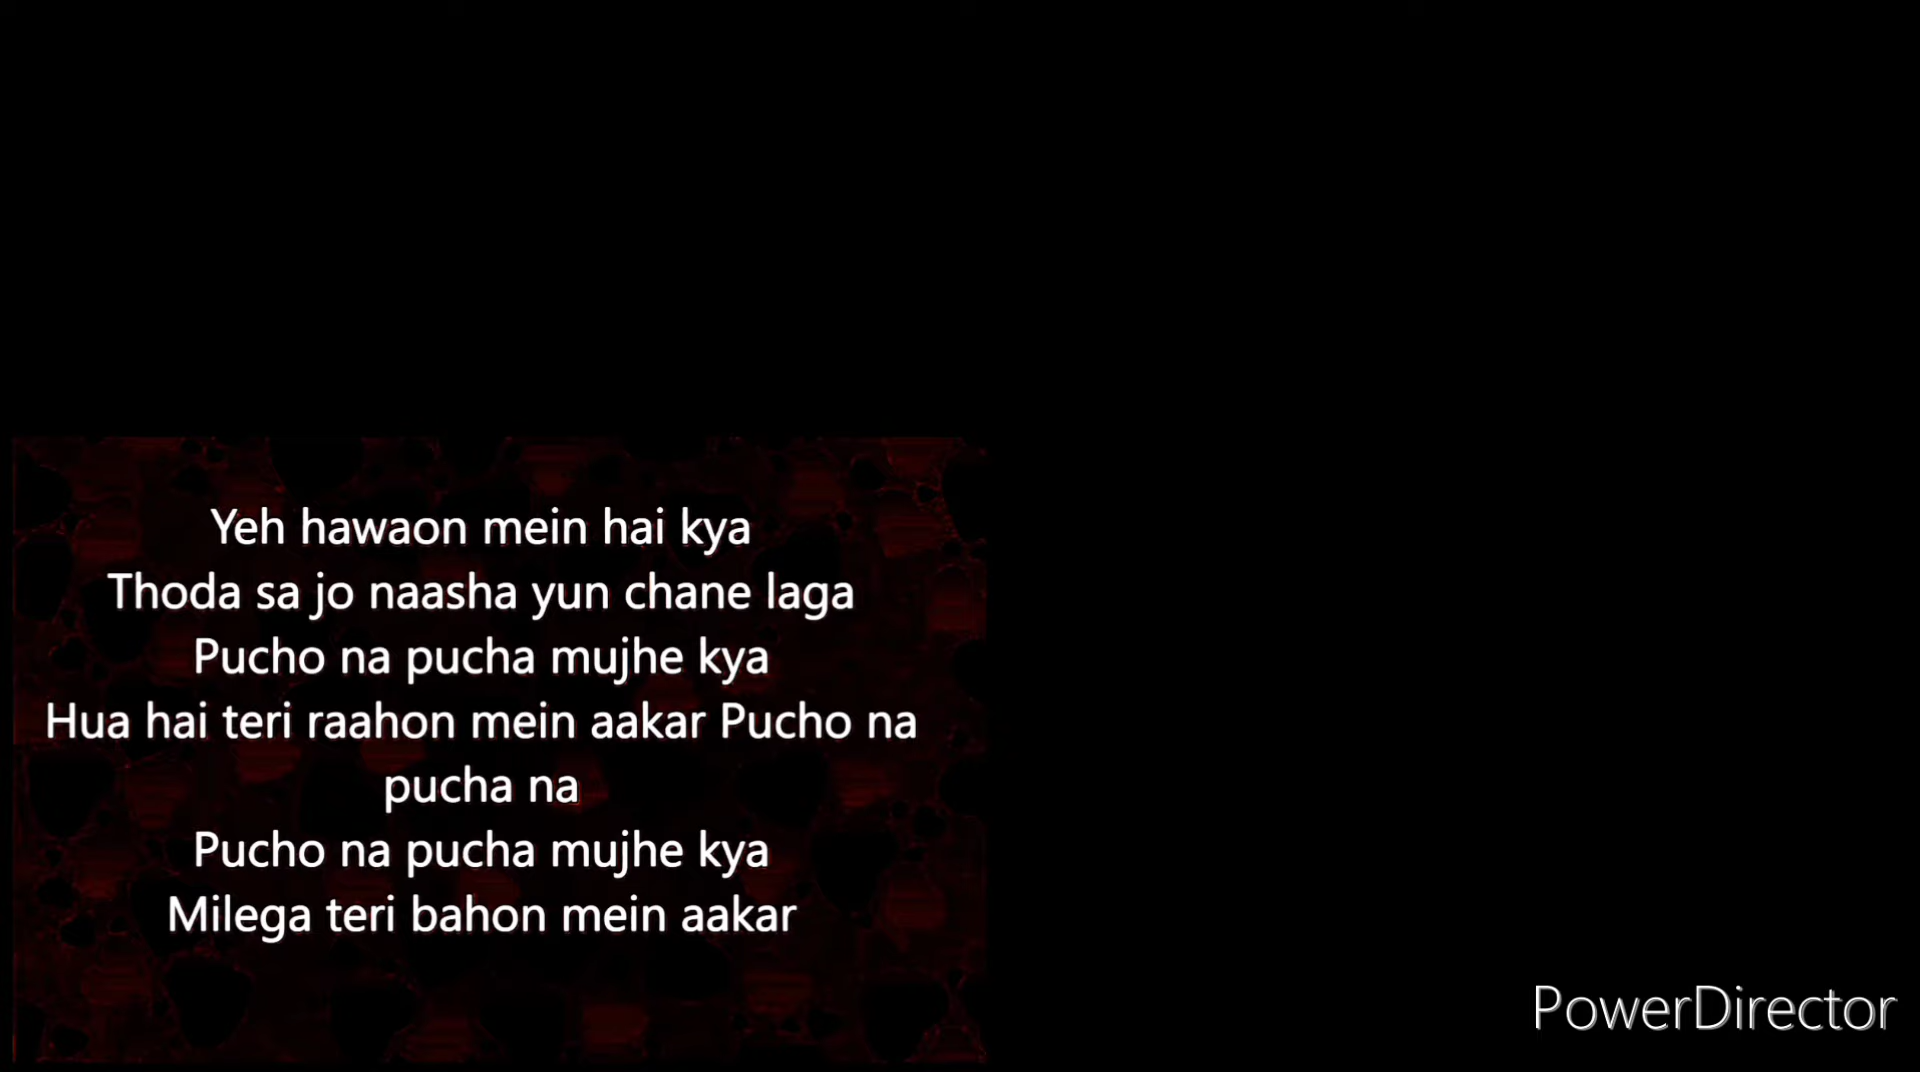 Yeh hawaon mein hai kya
Thoda sa jo naasha yun chane laga
Pucho na pucha mujhe kya
Hua hai teri raahon mein aakar Pucho na
pucha na
Pucho na pucha mujhe kya
Milega teri bahon mein aakar
PowerDirector